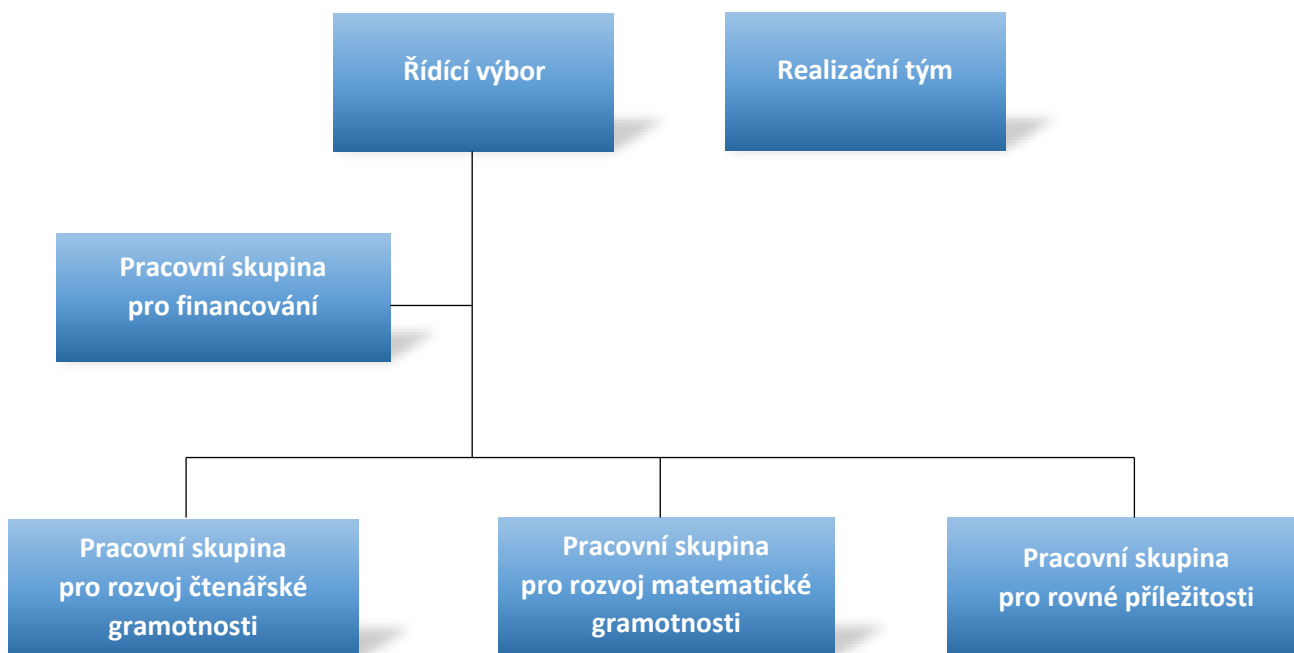 Řídící výbor
Realizační tým
Pracovní skupina
pro financování
Pracovní skupina
pro rozvoj čtenářské
gramotnosti
Pracovní skupina
pro rozvoj matematické
gramotnosti
Pracovní skupina
pro rovné příležitosti